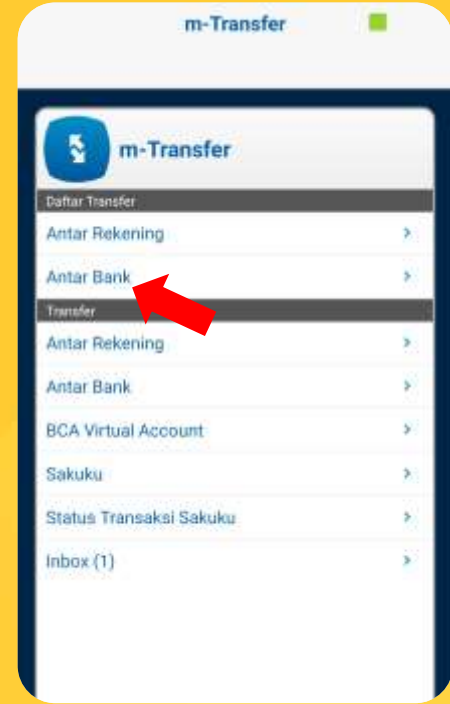 m-Transfer
m-Transfer
Daftar Transfer
Antar Rekening
Antar Bank
Transfer
Antar Rekening
Antar Bank
BCA Virtual Account
Sakuku
Status Transaksi Sakuku
Inbox (1)